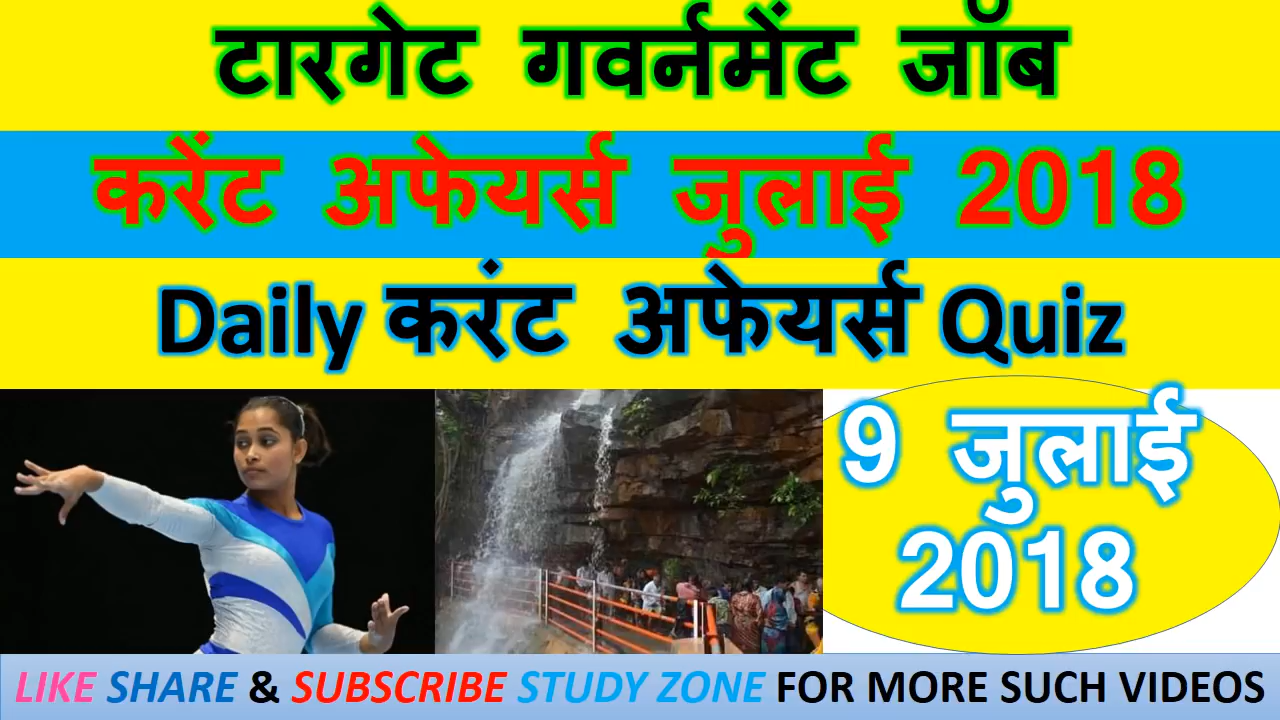 टारगेट गवर्नमेंट जॉब
करेंट अफेयर्स जुलाई 2018
Daily करंट अफेयर्स Quiz
9 जुलाई
2018
LIKE SHARE & SUBSCRIBE STUDY ZONE FOR MORE SUCH VIDEOS